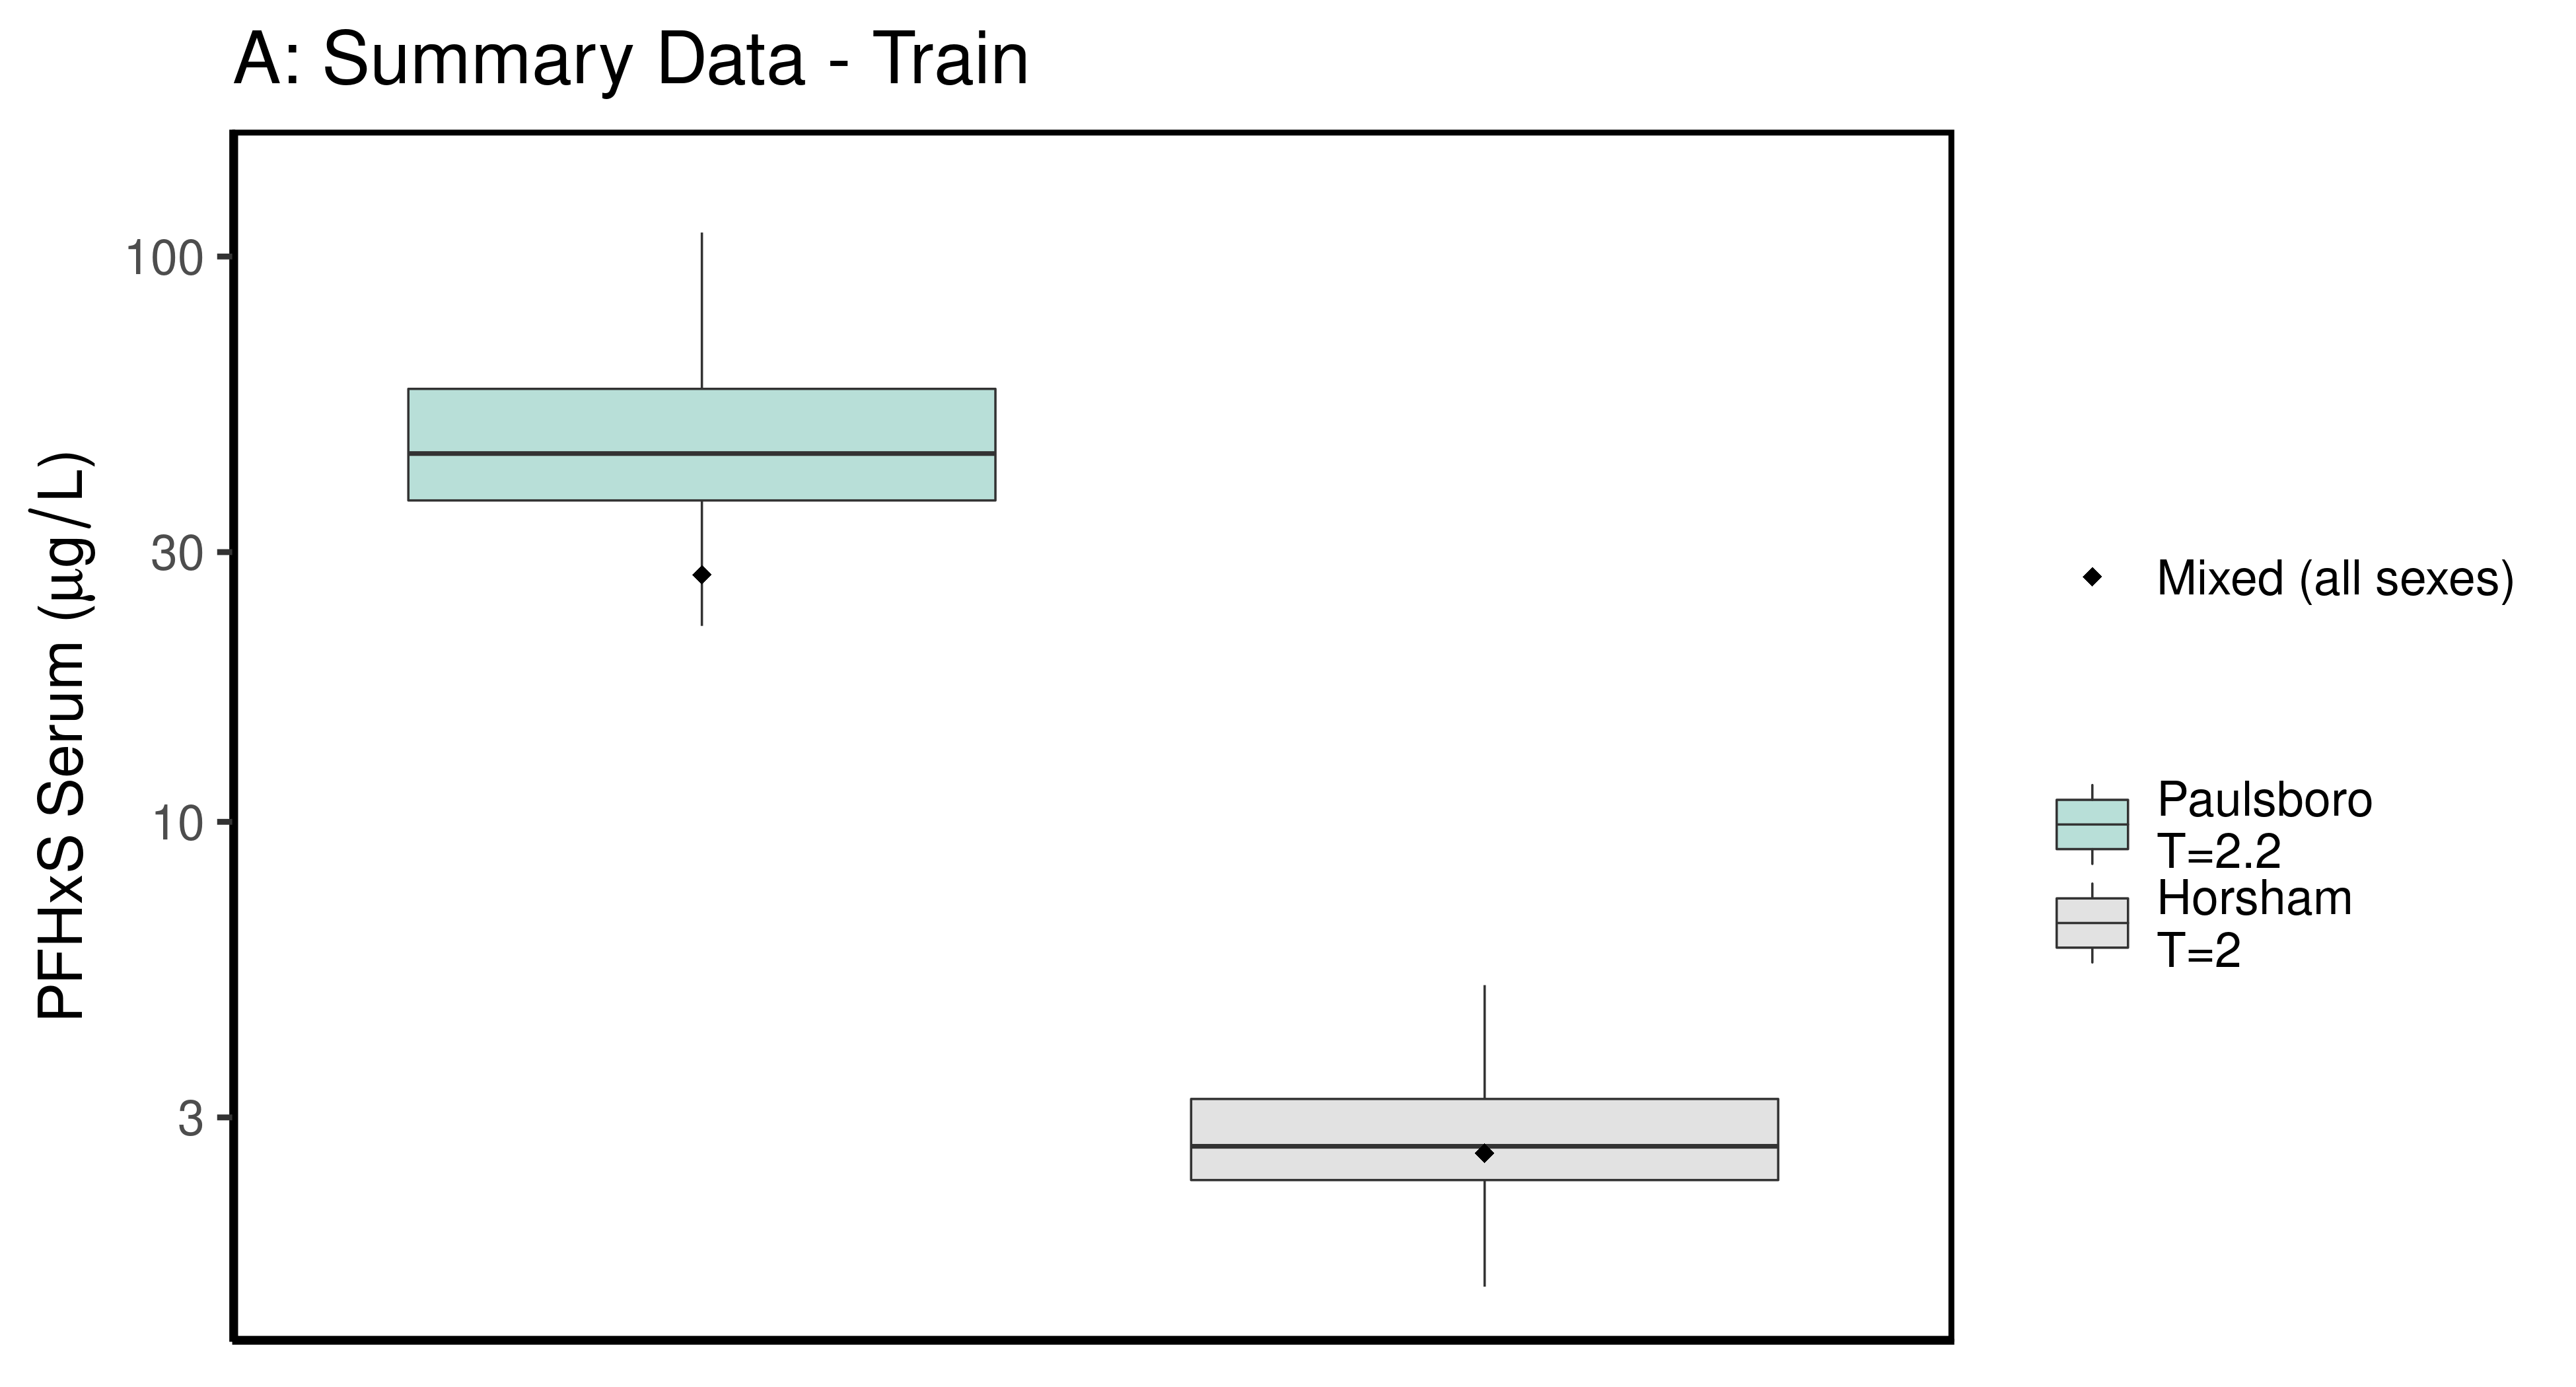 A: Summary Data - Train
PFHxS Serum (μg/L)
100
30
10
3
Mixed (all sexes)
Paulsboro
T=2.2
Horsham
T=2